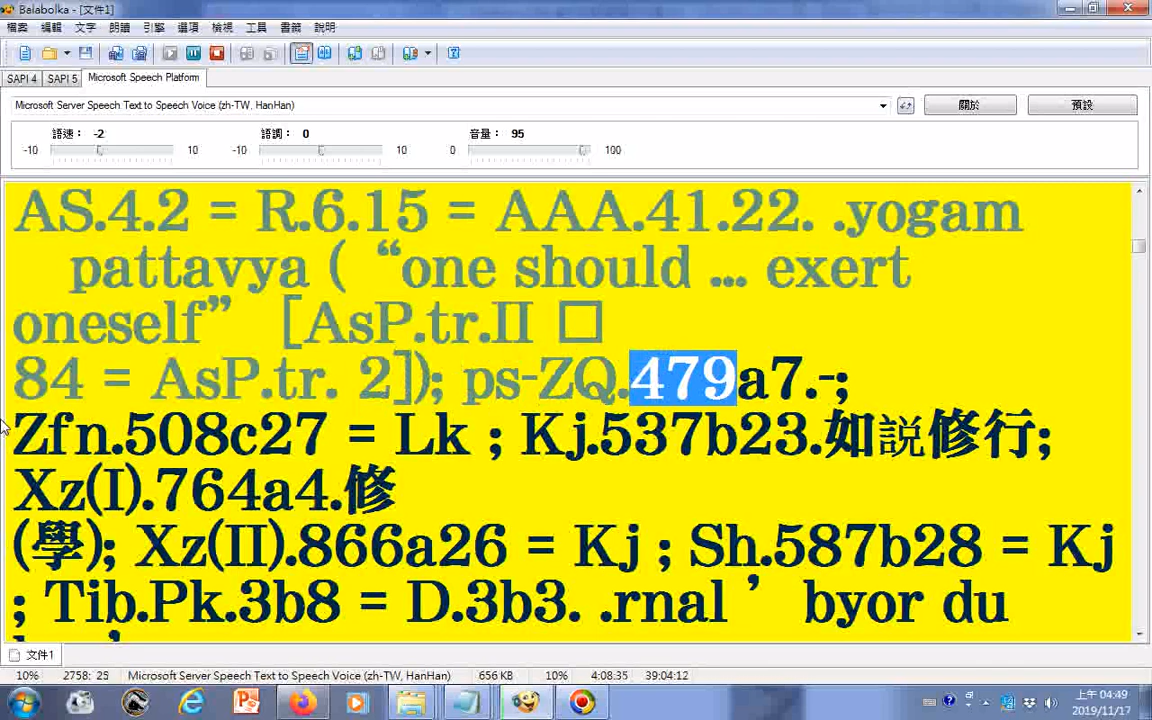 Balabolka - [文件1]
檔案 編輯 文字 朗讀 引擎 選項 檢視 工具 書籤 說明
SAPI 4 SAPI 5 Microsoft Speech Platform
Microsoft Server Speech Text to Speech Voice (zh-TW, HanHan) 關於 預設
語速： -2 語調： 0 音量： 95
-10 10 -10 10 0 100
AS.4.2 = R.6.15 = AAA.41.22. .yogam
pattavya (“one should ... exert
oneself” [AsP.tr.II □
84 = AsP.tr. 2]); ps-ZQ.479a7.-;
Zfn.508c27 = Lk ; Kj.537b23.如説修行;
Xz(I).764a4.修
(學); Xz(II).866a26 = Kj ; Sh.587b28 = Kj
; Tib.Pk.3b8 = D.3b3. .rnal ’byor du
文件1
10% 2758: 25 Microsoft Server Speech Text to Speech Voice (zh-TW, HanHan) 656 KB 10% 4:08:35 39:04:12
上午 04:49
2019/11/17